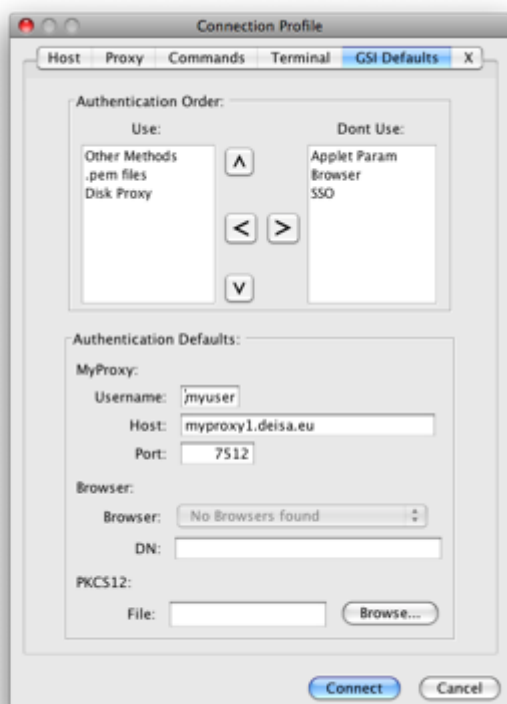 Connection Profile
Host Proxy Commands Terminal GSI Defaults X
Authentication Order:
Use: Dont Use:
Other Methods Applet Param
.pem files Browser
Disk Proxy SSO
Authentication Defaults:
MyProxy:
Username: myuser
Host: myproxy1.deisa.eu
Port: 7512
Browser:
Browser: No Browsers found
DN:
PKCS12:
File: Browse...
Connect Cancel